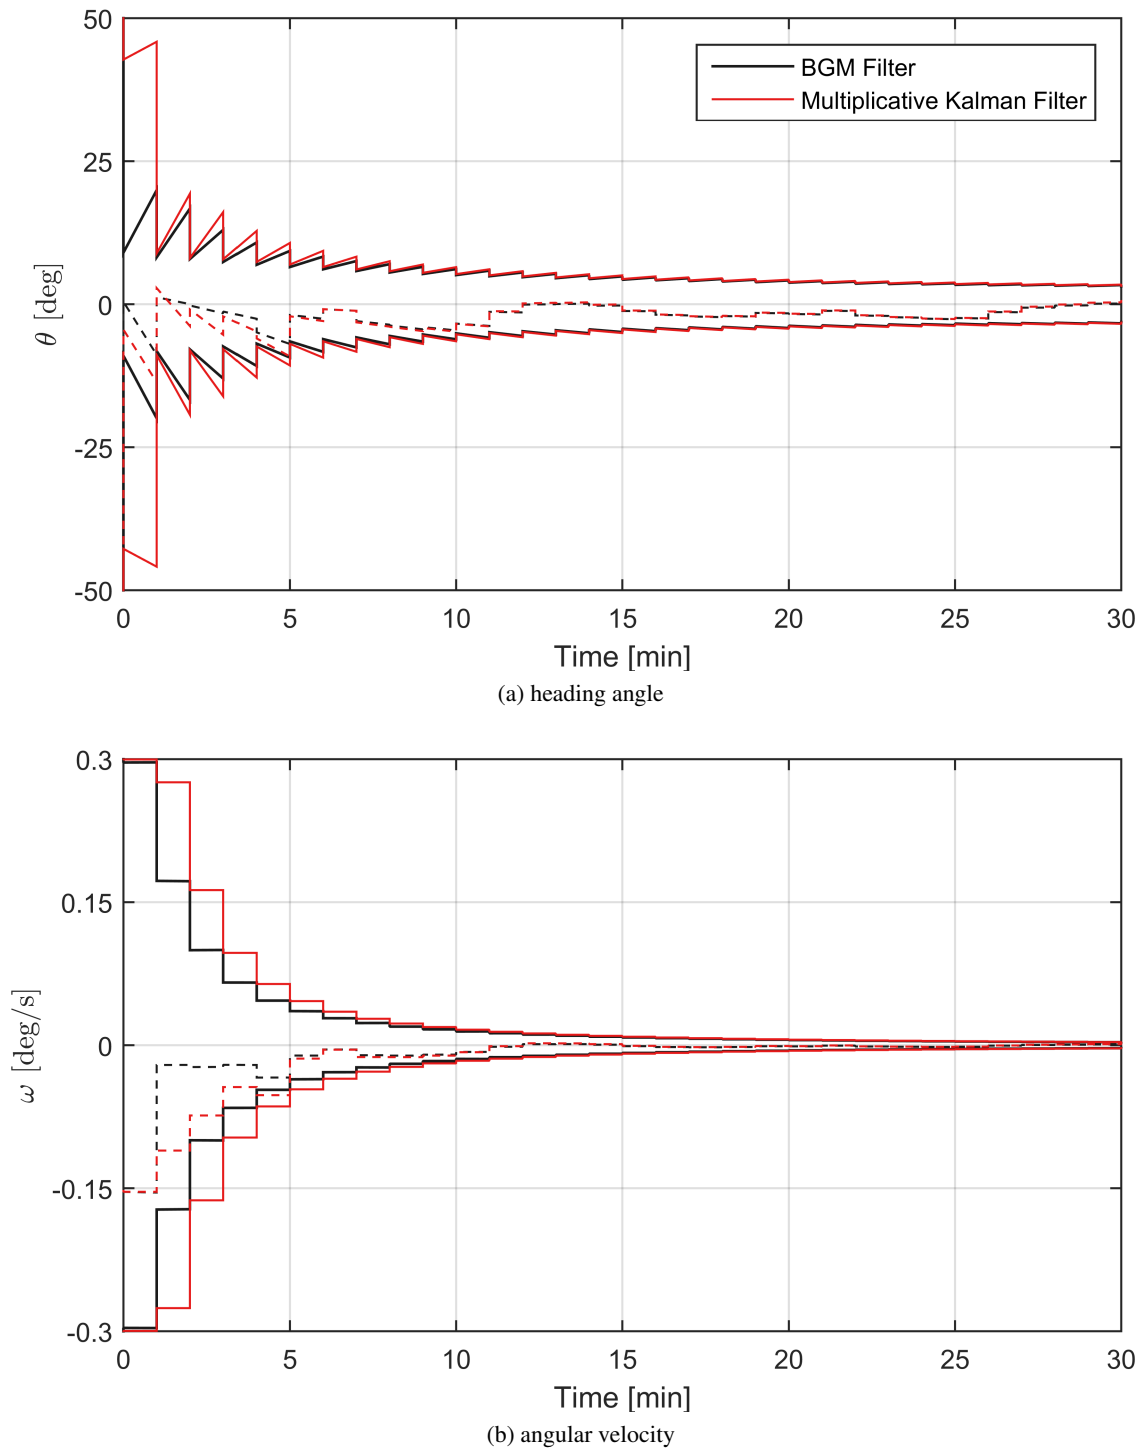 50
25
0
-25
-50
θ [deg]
BGM Filter
Multiplicative Kalman Filter
0 5 10 15 20 25 30
Time [min]
(a) heading angle
0.3
0.15
0
-0.15
-0.3
ω [deg/s]
0 5 10 15 20 25 30
Time [min]
(b) angular velocity